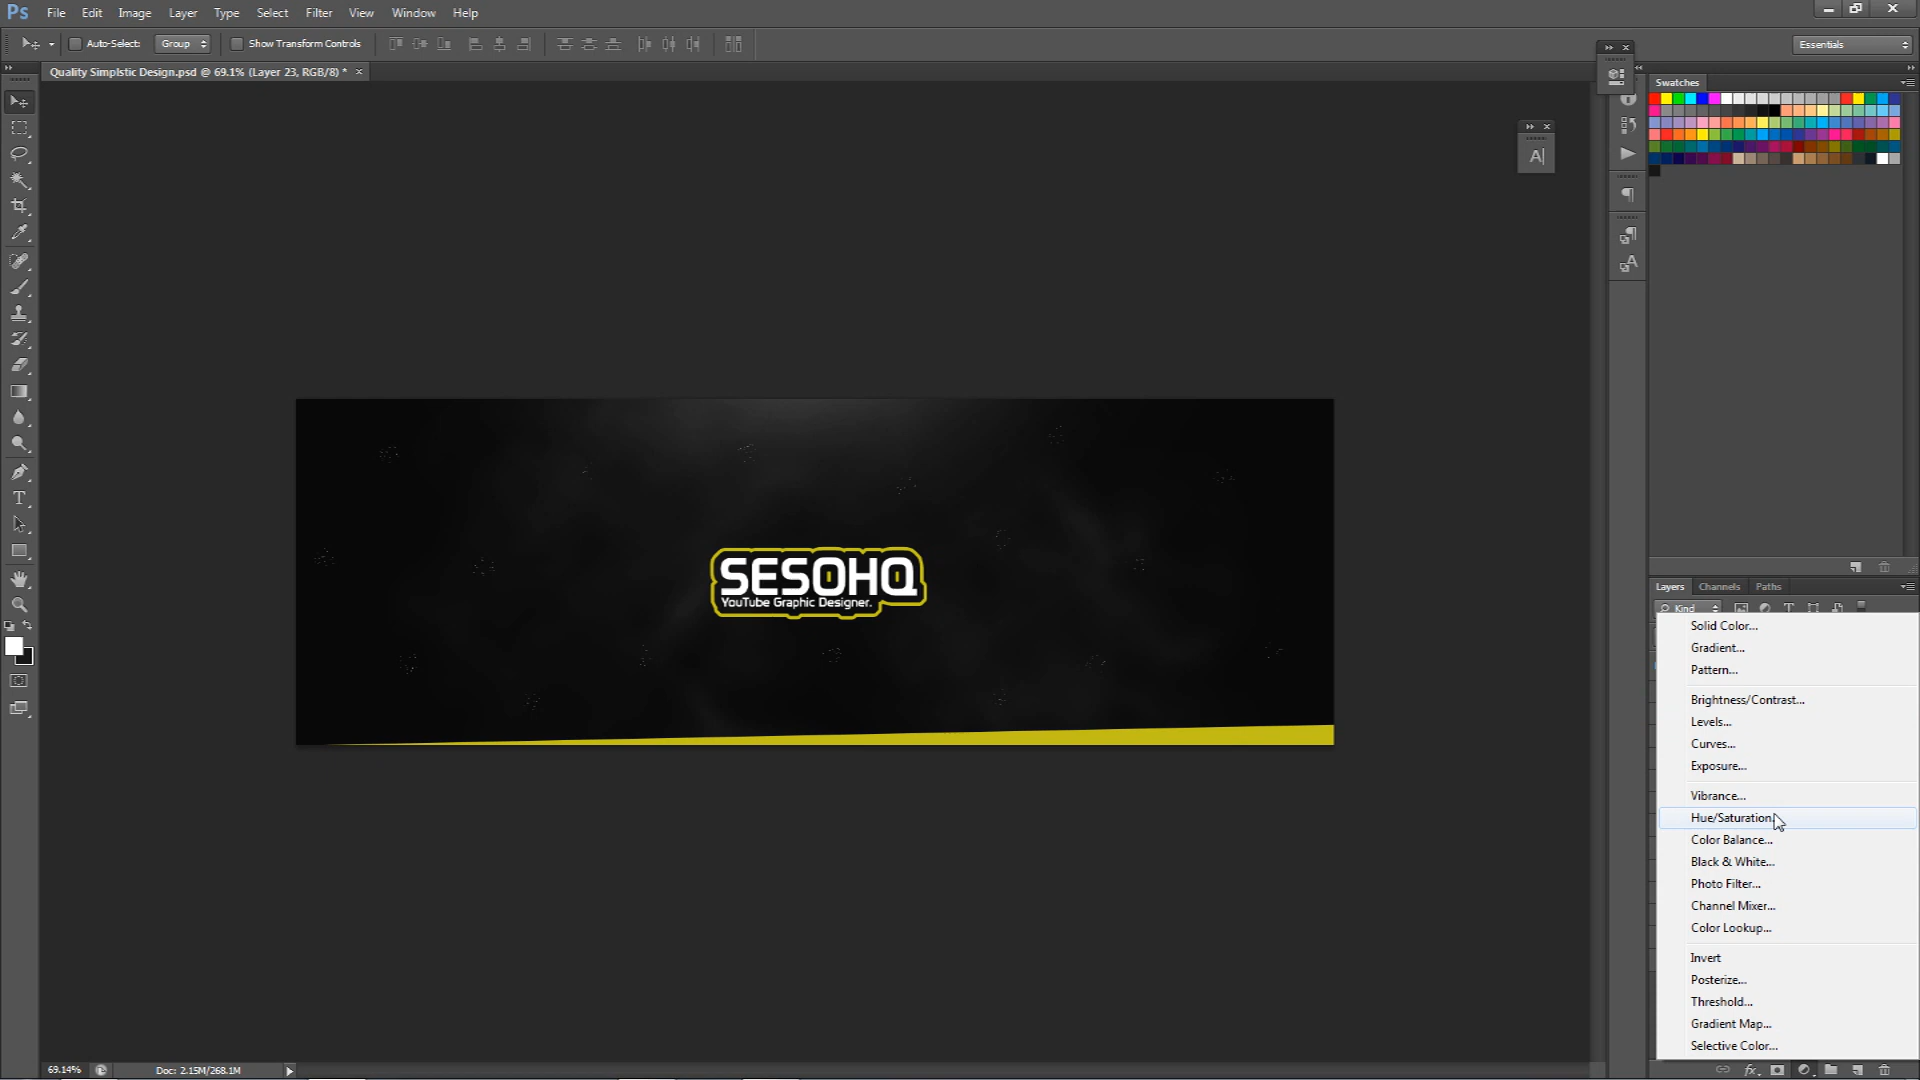 Ps File Edit Image Layer Type Select Filter View Window Help
Auto-Select: Group Show Transform Controls Essentials
Quality Simplstic Design.psd @ 69.1% (Layer 23, RGB/8) *
Swatches
A
SESOHQ
YouTube Graphic Designer.
T
Layers Channels Paths
Kind T
Solid Color...
Gradient...
Pattern...
Brightness/Contrast...
Levels...
Curves...
Exposure...
Vibrance...
Hue/Saturation...
Color Balance...
Black & White...
Photo Filter...
Channel Mixer...
Color Lookup...
Invert
Posterize...
Threshold...
Gradient Map...
Selective Color...
69.14% Doc: 2.15M/268.1M fx